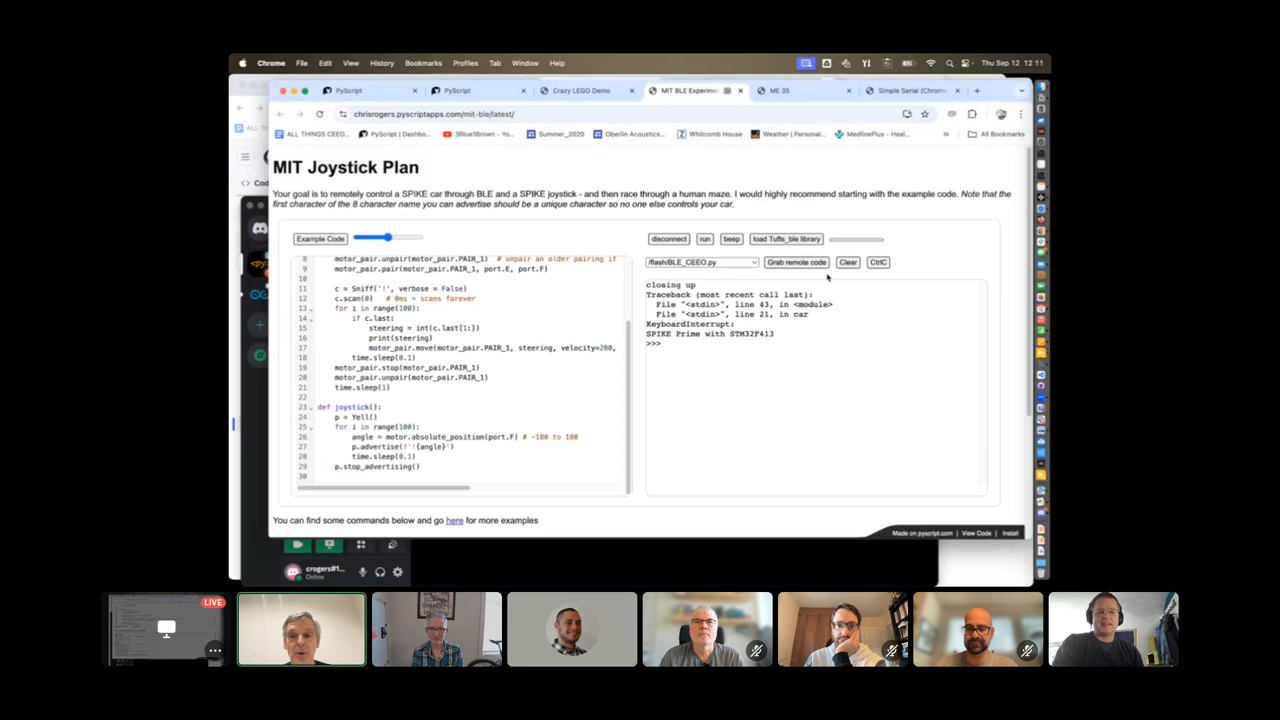 Chrome File Edit View History Bookmarks Profiles Tab Window Help Thu Sep 12 12 11
PyScript × PyScript × Crazy LEGO Demo × MIT BLE Experime × ME 35 × Simple Serial (Chrom × +
chrisrogers.pyscriptapps.com/mit-ble/latest/
ALL THINGS CEEO... PyScript | Dashbo... 3Blue1Brown - Yo... Summer_2020 Oberlin Acoustics... Whitcomb House Weather | Personal... MedlinePlus - Heal... » All Bookmarks
MIT Joystick Plan
Your goal is to remotely control a SPIKE car through BLE and a SPIKE joystick - and then race through a human maze. I would highly recommend starting with the example code. Note that the
first character of the 8 character name you can advertise should be a unique character so no one else controls your car.
Example Code
disconnect run beep load Tufts_ble library
/flash/BLE_CEEO.py Grab remote code Clear CtrlC
8 motor_pair.unpair(motor_pair.PAIR_1) # unpair an older pairing if
9 motor_pair.pair(motor_pair.PAIR_1, port.E, port.F)
10
11 c = Sniff('!', verbose = False)
12 c.scan(0) # 0ms = scans forever
13 for i in range(100):
14 if c.last:
15 steering = int(c.last[1:])
16 print(steering)
17 motor_pair.move(motor_pair.PAIR_1, steering, velocity=280,
18 time.sleep(0.1)
19 motor_pair.stop(motor_pair.PAIR_1)
20 motor_pair.unpair(motor_pair.PAIR_1)
21 time.sleep(1)
22
23 def joystick():
24 p = Yell()
25 for i in range(100):
26 angle = motor.absolute_position(port.F) # -180 to 180
27 p.advertise(f'!{angle}')
28 time.sleep(0.1)
29 p.stop_advertising()
30
closing up
Traceback (most recent call last):
File "<stdin>", line 43, in <module>
File "<stdin>", line 21, in car
KeyboardInterrupt:
SPIKE Prime with STM32F413
>>>
You can find some commands below and go here for more examples
Made on pyscript.com | View Code | Install
crogers#1...
Online
LIVE